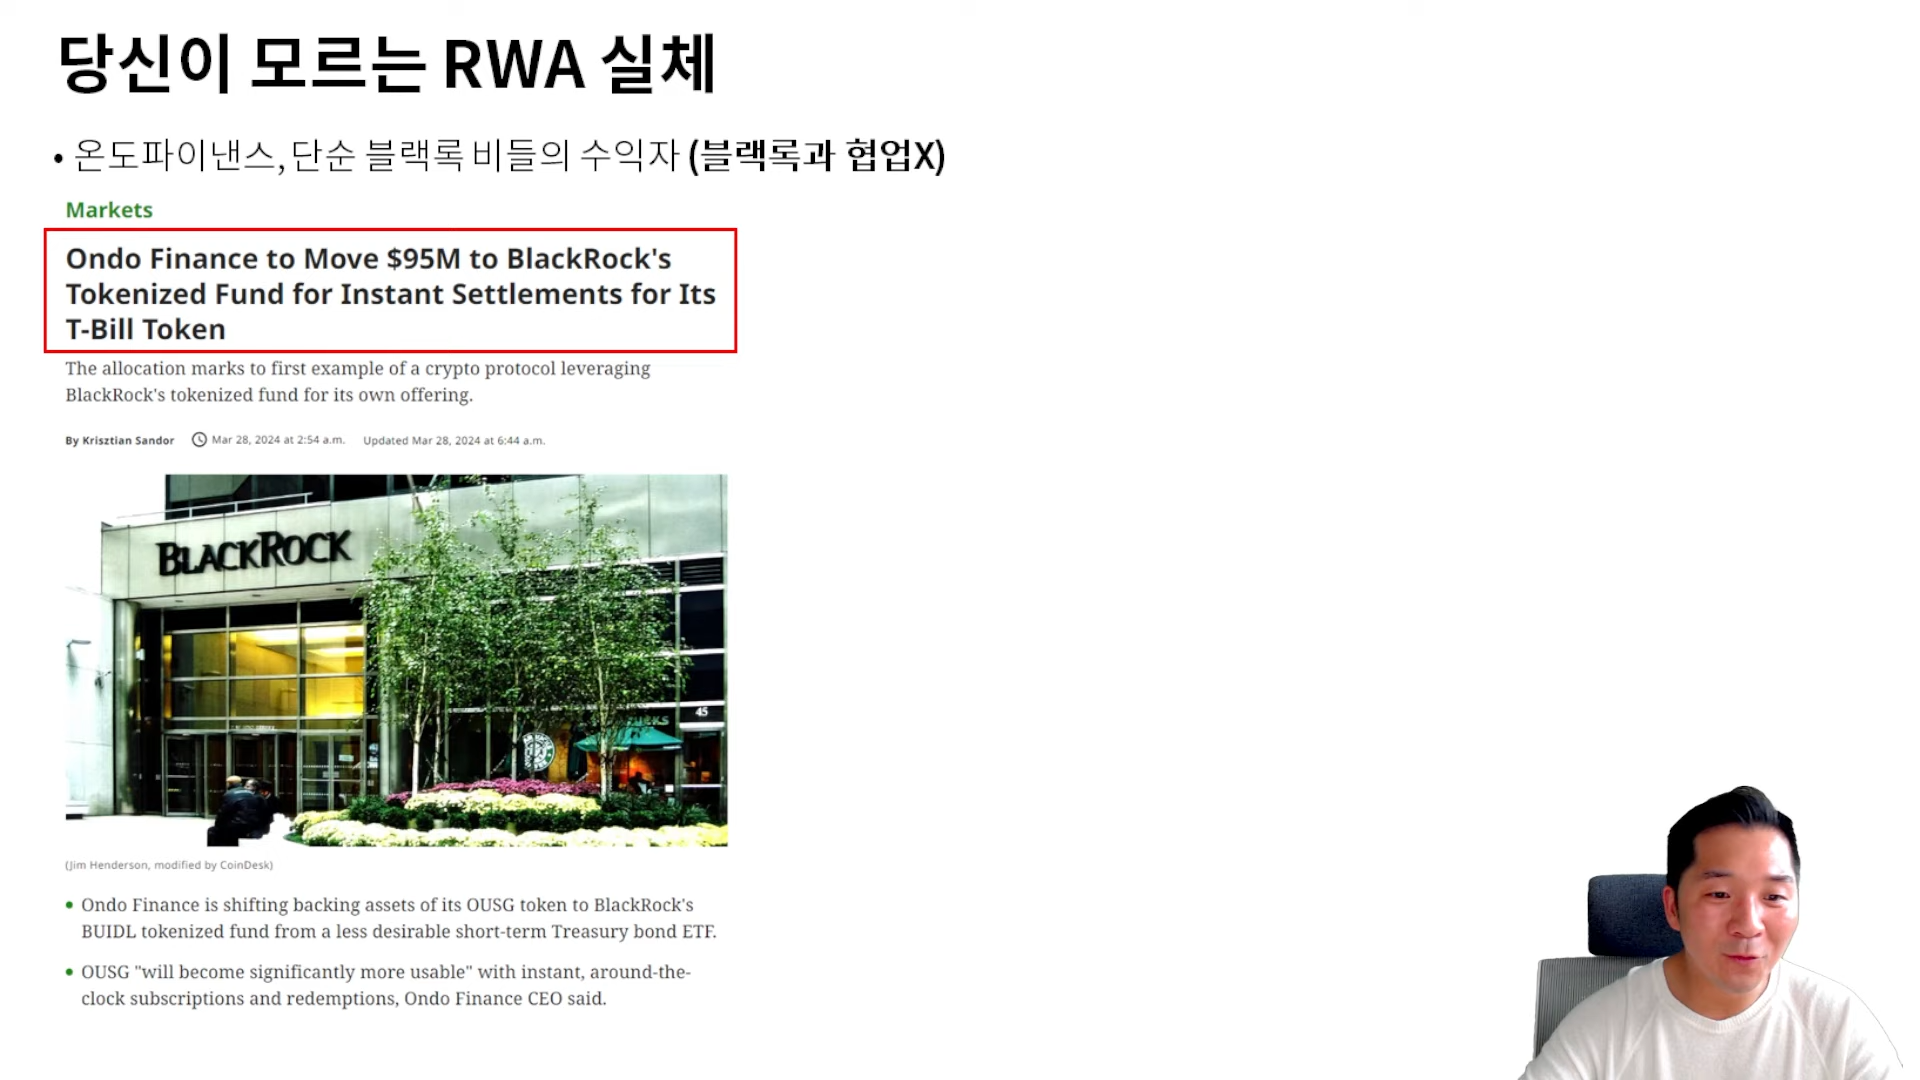 당신이 모르는 RWA 실체
• 온도파이낸스, 단순 블랙록 비들의 수익자 (블랙록과 협업X)
Markets
Ondo Finance to Move $95M to BlackRock's
Tokenized Fund for Instant Settlements for Its
T-Bill Token
The allocation marks to first example of a crypto protocol leveraging
BlackRock's tokenized fund for its own offering.
By Krisztian Sandor Mar 28, 2024 at 2:54 a.m. Updated Mar 28, 2024 at 6:44 a.m.
BLACKROCK
45
(Jim Henderson, modified by CoinDesk)
• Ondo Finance is shifting backing assets of its OUSG token to BlackRock's
BUIDL tokenized fund from a less desirable short-term Treasury bond ETF.
• OUSG "will become significantly more usable" with instant, around-the-
clock subscriptions and redemptions, Ondo Finance CEO said.